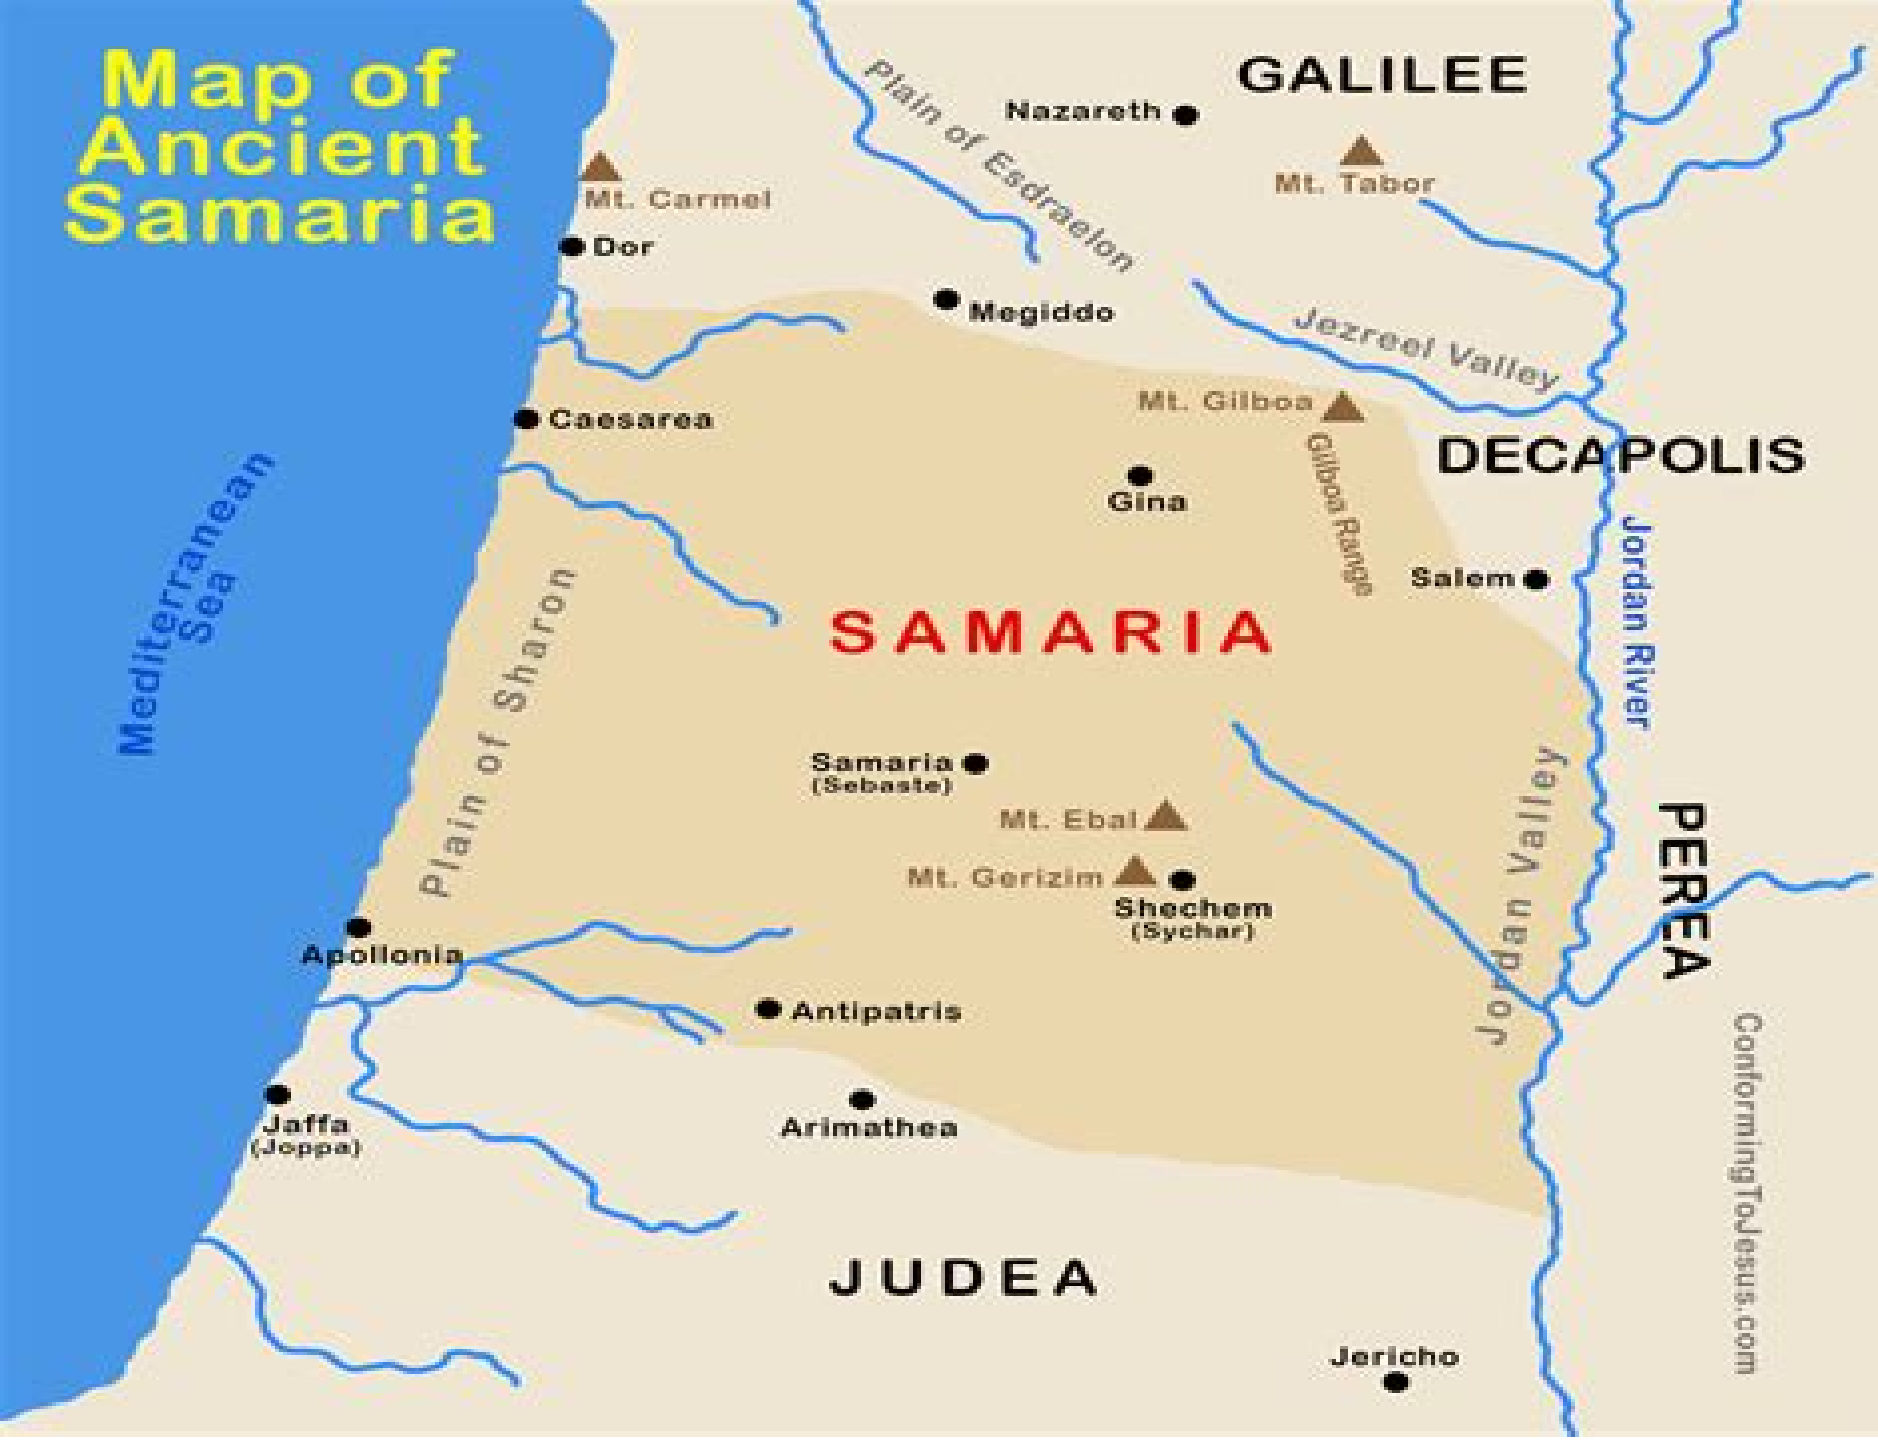 Map of
Ancient
Samaria
GALILEE
Nazareth
Plain of Esdraelon
Mt. Tabor
Mt. Carmel
Dor
Megiddo
Jezreel Valley
Mt. Gilboa
Caesarea
DECAPOLIS
Gina
Gilboa Range
Mediterranean
Sea
Salem
Jordan River
Plain of Sharon
SAMARIA
Samaria
(Sebaste)
Mt. Ebal
Jordan Valley
PEREA
Mt. Gerizim
Shechem
(Sychar)
Apollonia
Antipatris
Jaffa
(Joppa)
Arimathea
ConformingToJesus.com
JUDEA
Jericho